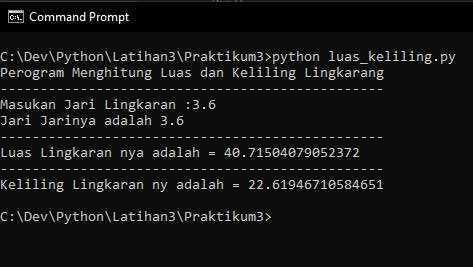 Command Prompt
C:\Dev\Python\Latihan3\Praktikum3>python luas_keliling.py
Perogram Menghitung Luas dan Keliling Lingkarang
------------------------------------------------
Masukan Jari Lingkaran :3.6
Jari Jarinya adalah 3.6
------------------------------------------------
Luas Lingkaran nya adalah = 40.71504079052372
------------------------------------------------
Keliling Lingkaran ny adalah = 22.61946710584651
C:\Dev\Python\Latihan3\Praktikum3>